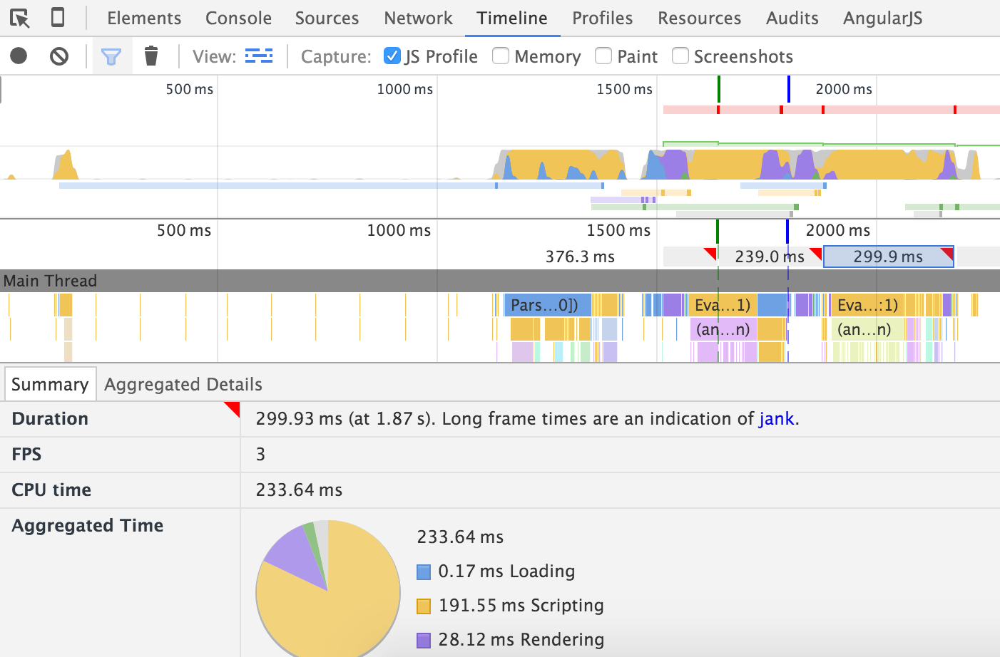 Elements Console Sources Network Timeline Profiles Resources Audits AngularJS
View: Capture: JS Profile Memory Paint Screenshots
500 ms 1000 ms 1500 ms 2000 ms
500 ms 1000 ms 1500 ms 2000 ms
376.3 ms 239.0 ms 299.9 ms
Main Thread
Pars...0]) Eva...1) Eva...:1)
(an...n) (an...n)
Summary Aggregated Details
Duration 299.93 ms (at 1.87 s). Long frame times are an indication of jank.
FPS 3
CPU time 233.64 ms
Aggregated Time 233.64 ms
0.17 ms Loading
191.55 ms Scripting
28.12 ms Rendering